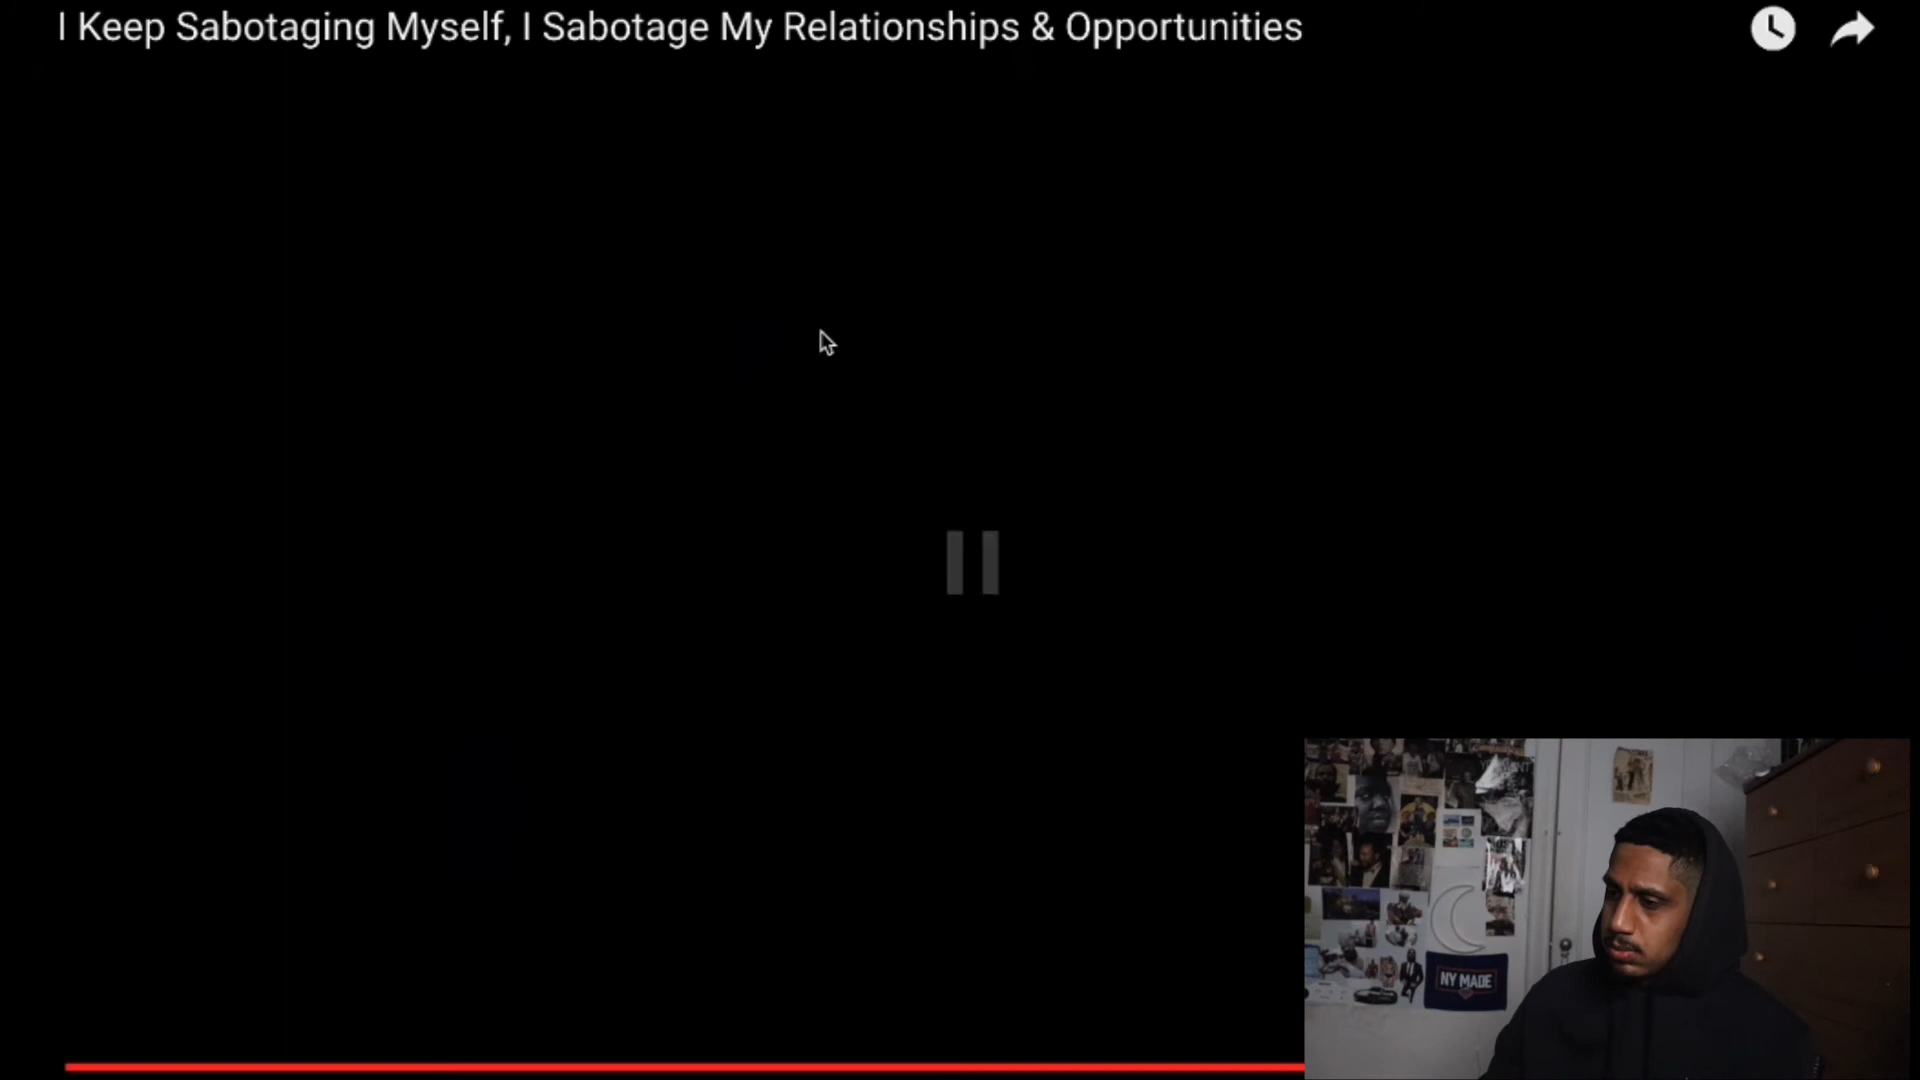 I Keep Sabotaging Myself, I Sabotage My Relationships & Opportunities
NY MADE